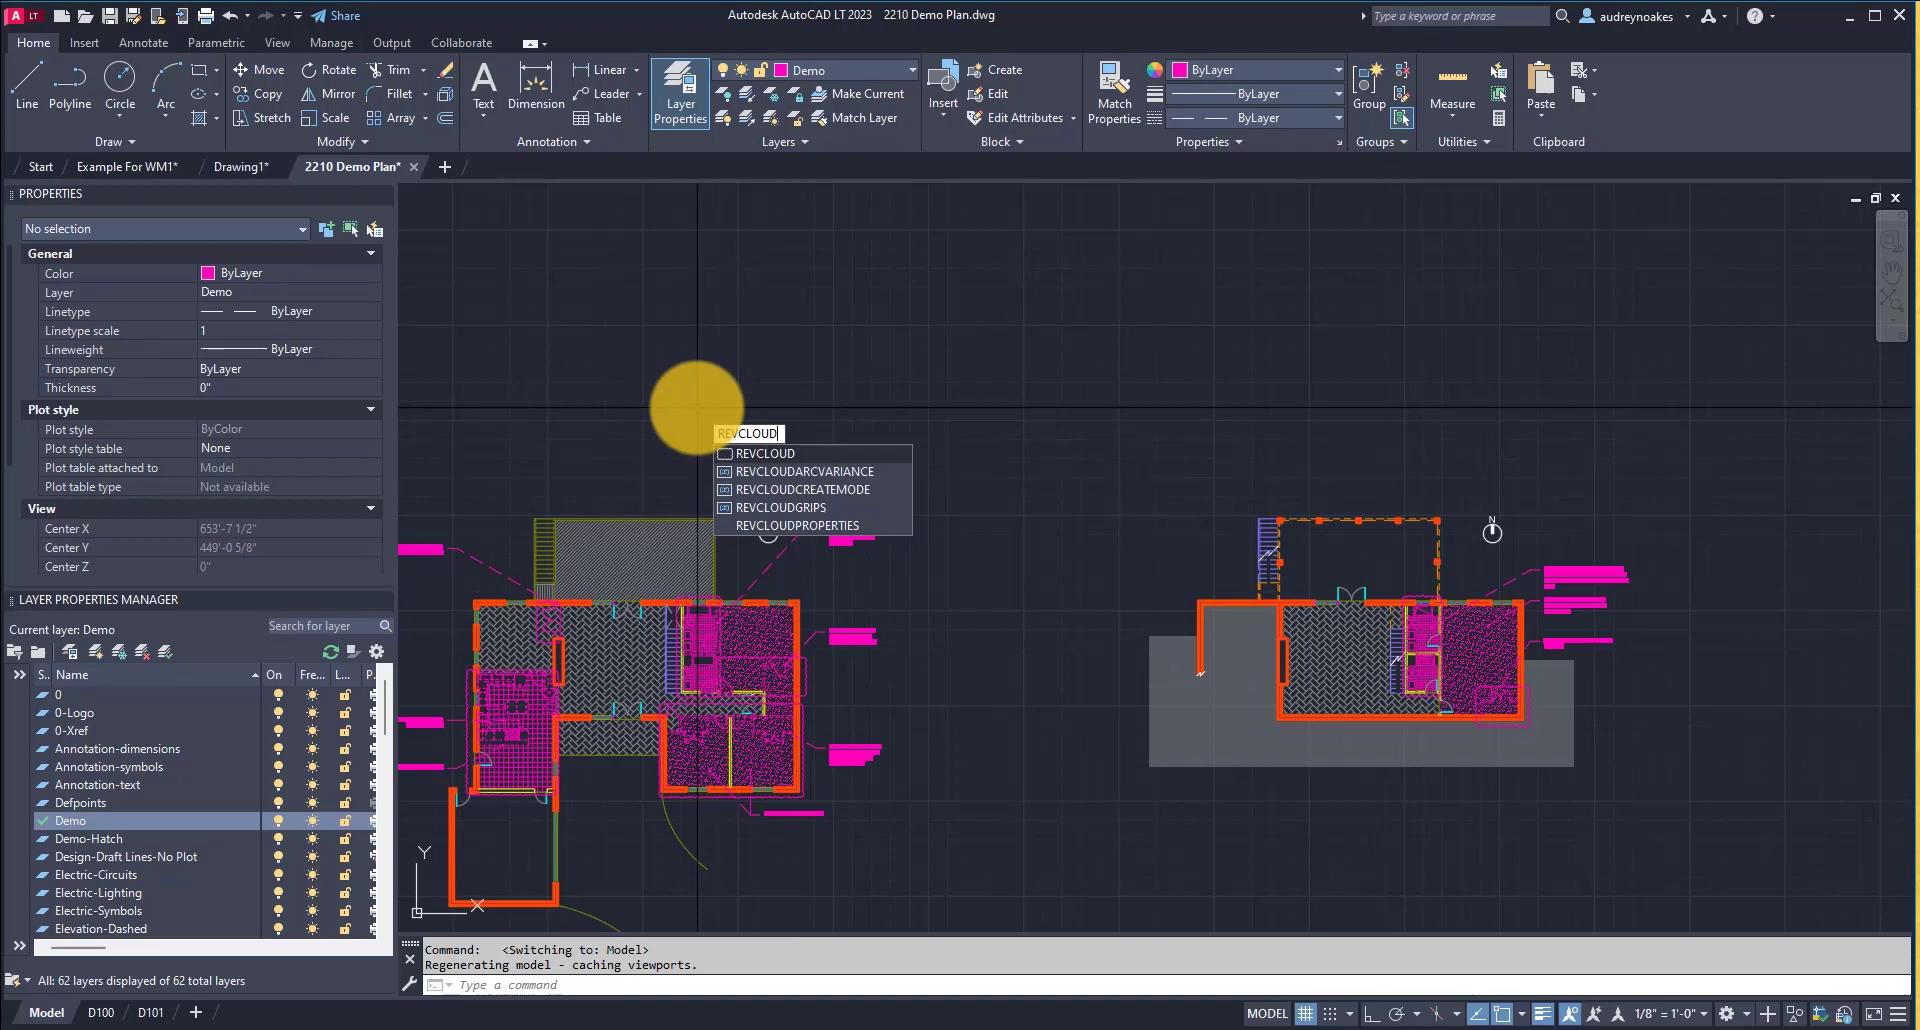 A LT Share Autodesk AutoCAD LT 2023 2210 Demo Plan.dwg Type a keyword or phrase audreynoakes
Home Insert Annotate Parametric View Manage Output Collaborate
Line Polyline Circle Arc
Move Rotate Trim
Copy Mirror Fillet
Stretch Scale Array
Text Dimension
Linear
Leader
Table
Layer Properties
Demo
Make Current
Match Layer
Insert
Create
Edit
Edit Attributes
Match Properties
ByLayer
ByLayer
ByLayer
Group
Measure
Paste
Draw Modify Annotation Layers Block Properties Groups Utilities Clipboard
Start Example For WM1* Drawing1* 2210 Demo Plan*
PROPERTIES
No selection
General
Color ByLayer
Layer Demo
Linetype ByLayer
Linetype scale 1
Lineweight ByLayer
Transparency ByLayer
Thickness 0"
Plot style
Plot style ByColor
Plot style table None
Plot table attached to Model
Plot table type Not available
View
Center X 653'-7 1/2"
Center Y 449'-0 5/8"
Center Z 0"
REVCLOUD
REVCLOUD
REVCLOUDARCVARIANCE
REVCLOUDCREATEMODE
REVCLOUDGRIPS
REVCLOUDPROPERTIES
N
LAYER PROPERTIES MANAGER
Current layer: Demo Search for layer
S.. Name On Fre... L... P.
0
0-Logo
0-Xref
Annotation-dimensions
Annotation-symbols
Annotation-text
Defpoints
Demo
Demo-Hatch
Design-Draft Lines-No Plot
Electric-Circuits
Electric-Lighting
Electric-Symbols
Elevation-Dashed
All: 62 layers displayed of 62 total layers
Y
X
Command: <Switching to: Model>
Regenerating model - caching viewports.
Type a command
Model D100 D101 MODEL 1/8" = 1'-0"